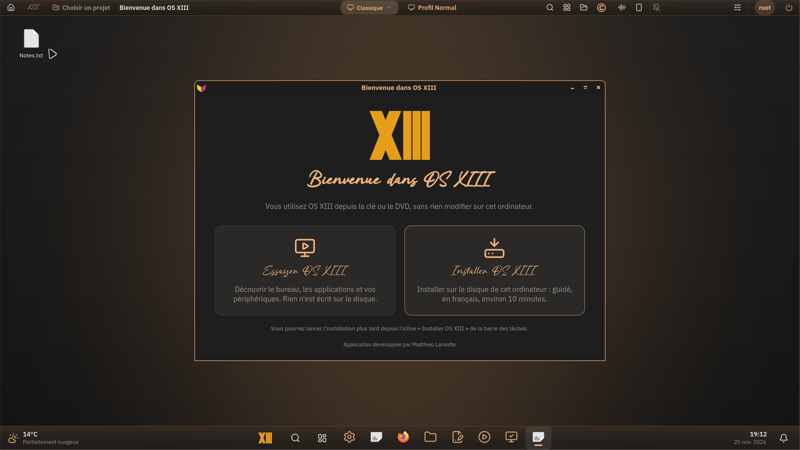 XIII
Choisir un projet
Bienvenue dans OS XIII
Classique
Profil Normal
root
Notes.txt
Bienvenue dans OS XIII
XIII
Bienvenue dans OS XIII
Vous utilisez OS XIII depuis la clé ou le DVD, sans rien modifier sur cet ordinateur.
Essayer OS XIII
Découvrir le bureau, les applications et vos
périphériques. Rien n'est écrit sur le disque.
Installer OS XIII
Installer sur le disque de cet ordinateur : guidé,
en français, environ 10 minutes.
Vous pourrez lancer l'installation plus tard depuis l'icône « Installer OS XIII » de la barre des tâches.
Application développée par Matthieu Lamotte
14°C
Partiellement nuageux
XIII
19:12
20 nov. 2026